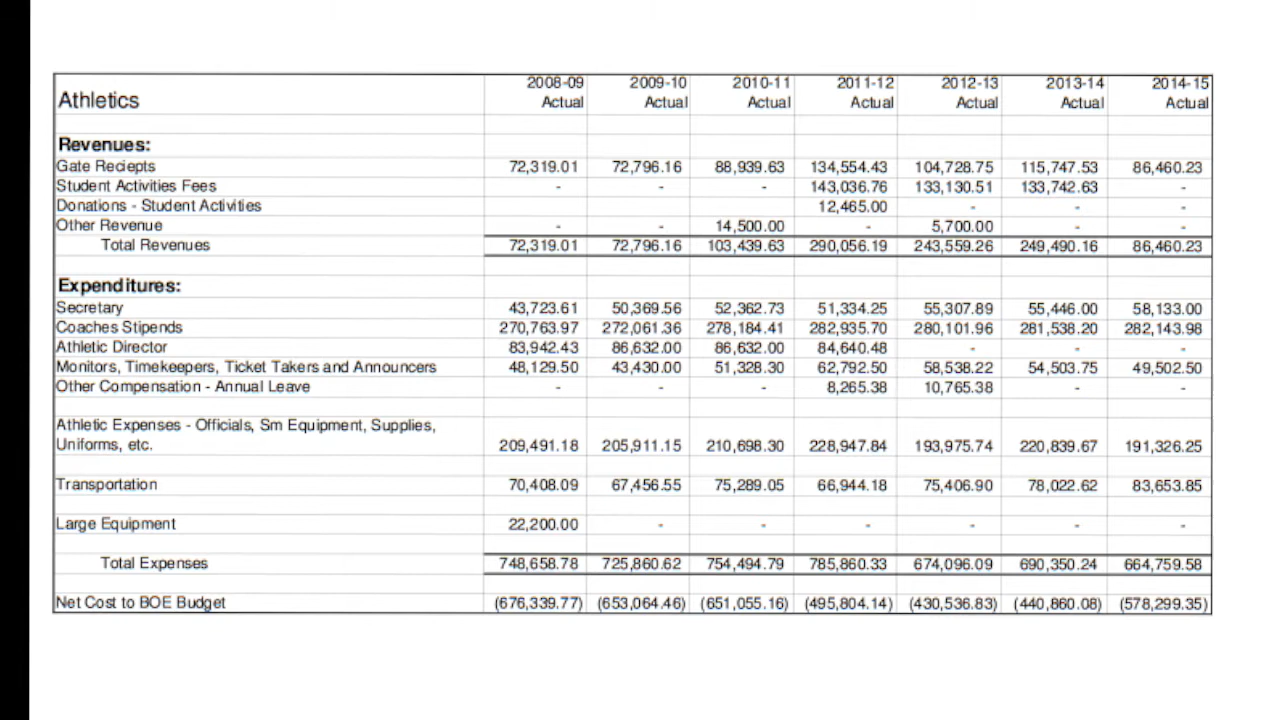 2008-09 2009-10 2010-11 2011-12 2012-13 2013-14 2014-15
Athletics Actual Actual Actual Actual Actual Actual Actual
Revenues:
Gate Reciepts 72,319.01 72,796.16 88,939.63 134,554.43 104,728.75 115,747.53 86,460.23
Student Activities Fees - - - 143,036.76 133,130.51 133,742.63 -
Donations - Student Activities 12,465.00 - - -
Other Revenue - - 14,500.00 - 5,700.00 - -
Total Revenues 72,319.01 72,796.16 103,439.63 290,056.19 243,559.26 249,490.16 86,460.23
Expenditures:
Secretary 43,723.61 50,369.56 52,362.73 51,334.25 55,307.89 55,446.00 58,133.00
Coaches Stipends 270,763.97 272,061.36 278,184.41 282,935.70 280,101.96 281,538.20 282,143.98
Athletic Director 83,942.43 86,632.00 86,632.00 84,640.48 - - -
Monitors, Timekeepers, Ticket Takers and Announcers 48,129.50 43,430.00 51,328.30 62,792.50 58,538.22 54,503.75 49,502.50
Other Compensation - Annual Leave - - - 8,265.38 10,765.38 - -
Athletic Expenses - Officials, Sm Equipment, Supplies,
Uniforms, etc. 209,491.18 205,911.15 210,698.30 228,947.84 193,975.74 220,839.67 191,326.25
Transportation 70,408.09 67,456.55 75,289.05 66,944.18 75,406.90 78,022.62 83,653.85
Large Equipment 22,200.00 - - - - - -
Total Expenses 748,658.78 725,860.62 754,494.79 785,860.33 674,096.09 690,350.24 664,759.58
Net Cost to BOE Budget (676,339.77) (653,064.46) (651,055.16) (495,804.14) (430,536.83) (440,860.08) (578,299.35)